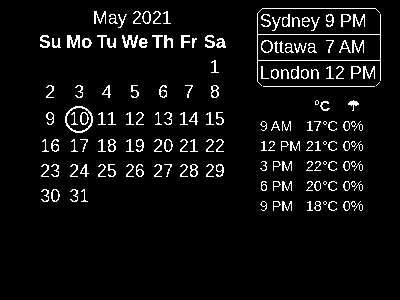 May 2021
Su Mo Tu We Th Fr Sa
1
2 3 4 5 6 7 8
9 10 11 12 13 14 15
16 17 18 19 20 21 22
23 24 25 26 27 28 29
30 31
Sydney 9 PM
Ottawa 7 AM
London 12 PM
°C ☂
9 AM 17°C 0%
12 PM 21°C 0%
3 PM 22°C 0%
6 PM 20°C 0%
9 PM 18°C 0%